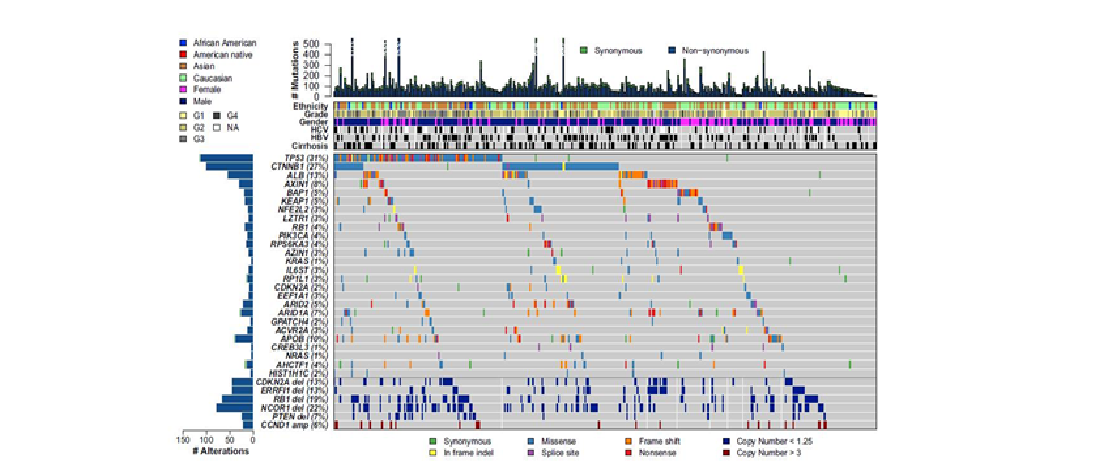 African American
American native
Asian
Caucasian
Female
Male
G1 G4
G2 NA
G3
# Mutations
500
400
300
200
100
0
Synonymous Non-synonymous
Ethnicity
Grade
Gender
HCV
HBV
Cirrhosis
TP53 (31%)
CTNNB1 (27%)
ALB (13%)
AXIN1 (8%)
BAP1 (5%)
KEAP1 (5%)
NFE2L2 (3%)
LZTR1 (3%)
RB1 (4%)
PIK3CA (4%)
RPS6KA3 (4%)
AZIN1 (3%)
KRAS (1%)
IL6ST (3%)
RP1L1 (3%)
CDKN2A (2%)
EEF1A1 (3%)
ARID2 (5%)
ARID1A (7%)
GPATCH4 (2%)
ACVR2A (3%)
APOB (10%)
CREB3L3 (1%)
NRAS (1%)
AHCTF1 (4%)
HIST1H1C (2%)
CDKN2A del (13%)
ERRFI1 del (13%)
RB1 del (19%)
NCOR1 del (22%)
PTEN del (7%)
CCND1 amp (6%)
150 100 50 0
# Alterations
Synonymous Missense Frame shift Copy Number < 1.25
In frame indel Splice site Nonsense Copy Number > 3